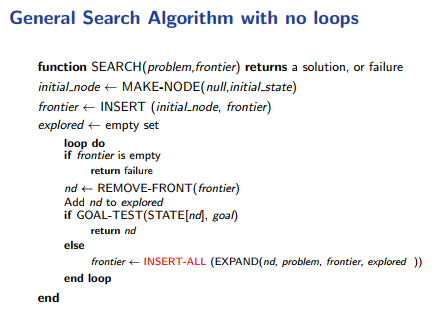 General Search Algorithm with no loops
function SEARCH(problem,frontier) returns a solution, or failure
initial_node ← MAKE-NODE(null,initial_state)
frontier ← INSERT (initial_node, frontier)
explored ← empty set
loop do
if frontier is empty
return failure
nd ← REMOVE-FRONT(frontier)
Add nd to explored
if GOAL-TEST(STATE[nd], goal)
return nd
else
frontier ← INSERT-ALL (EXPAND(nd, problem, frontier, explored ))
end loop
end